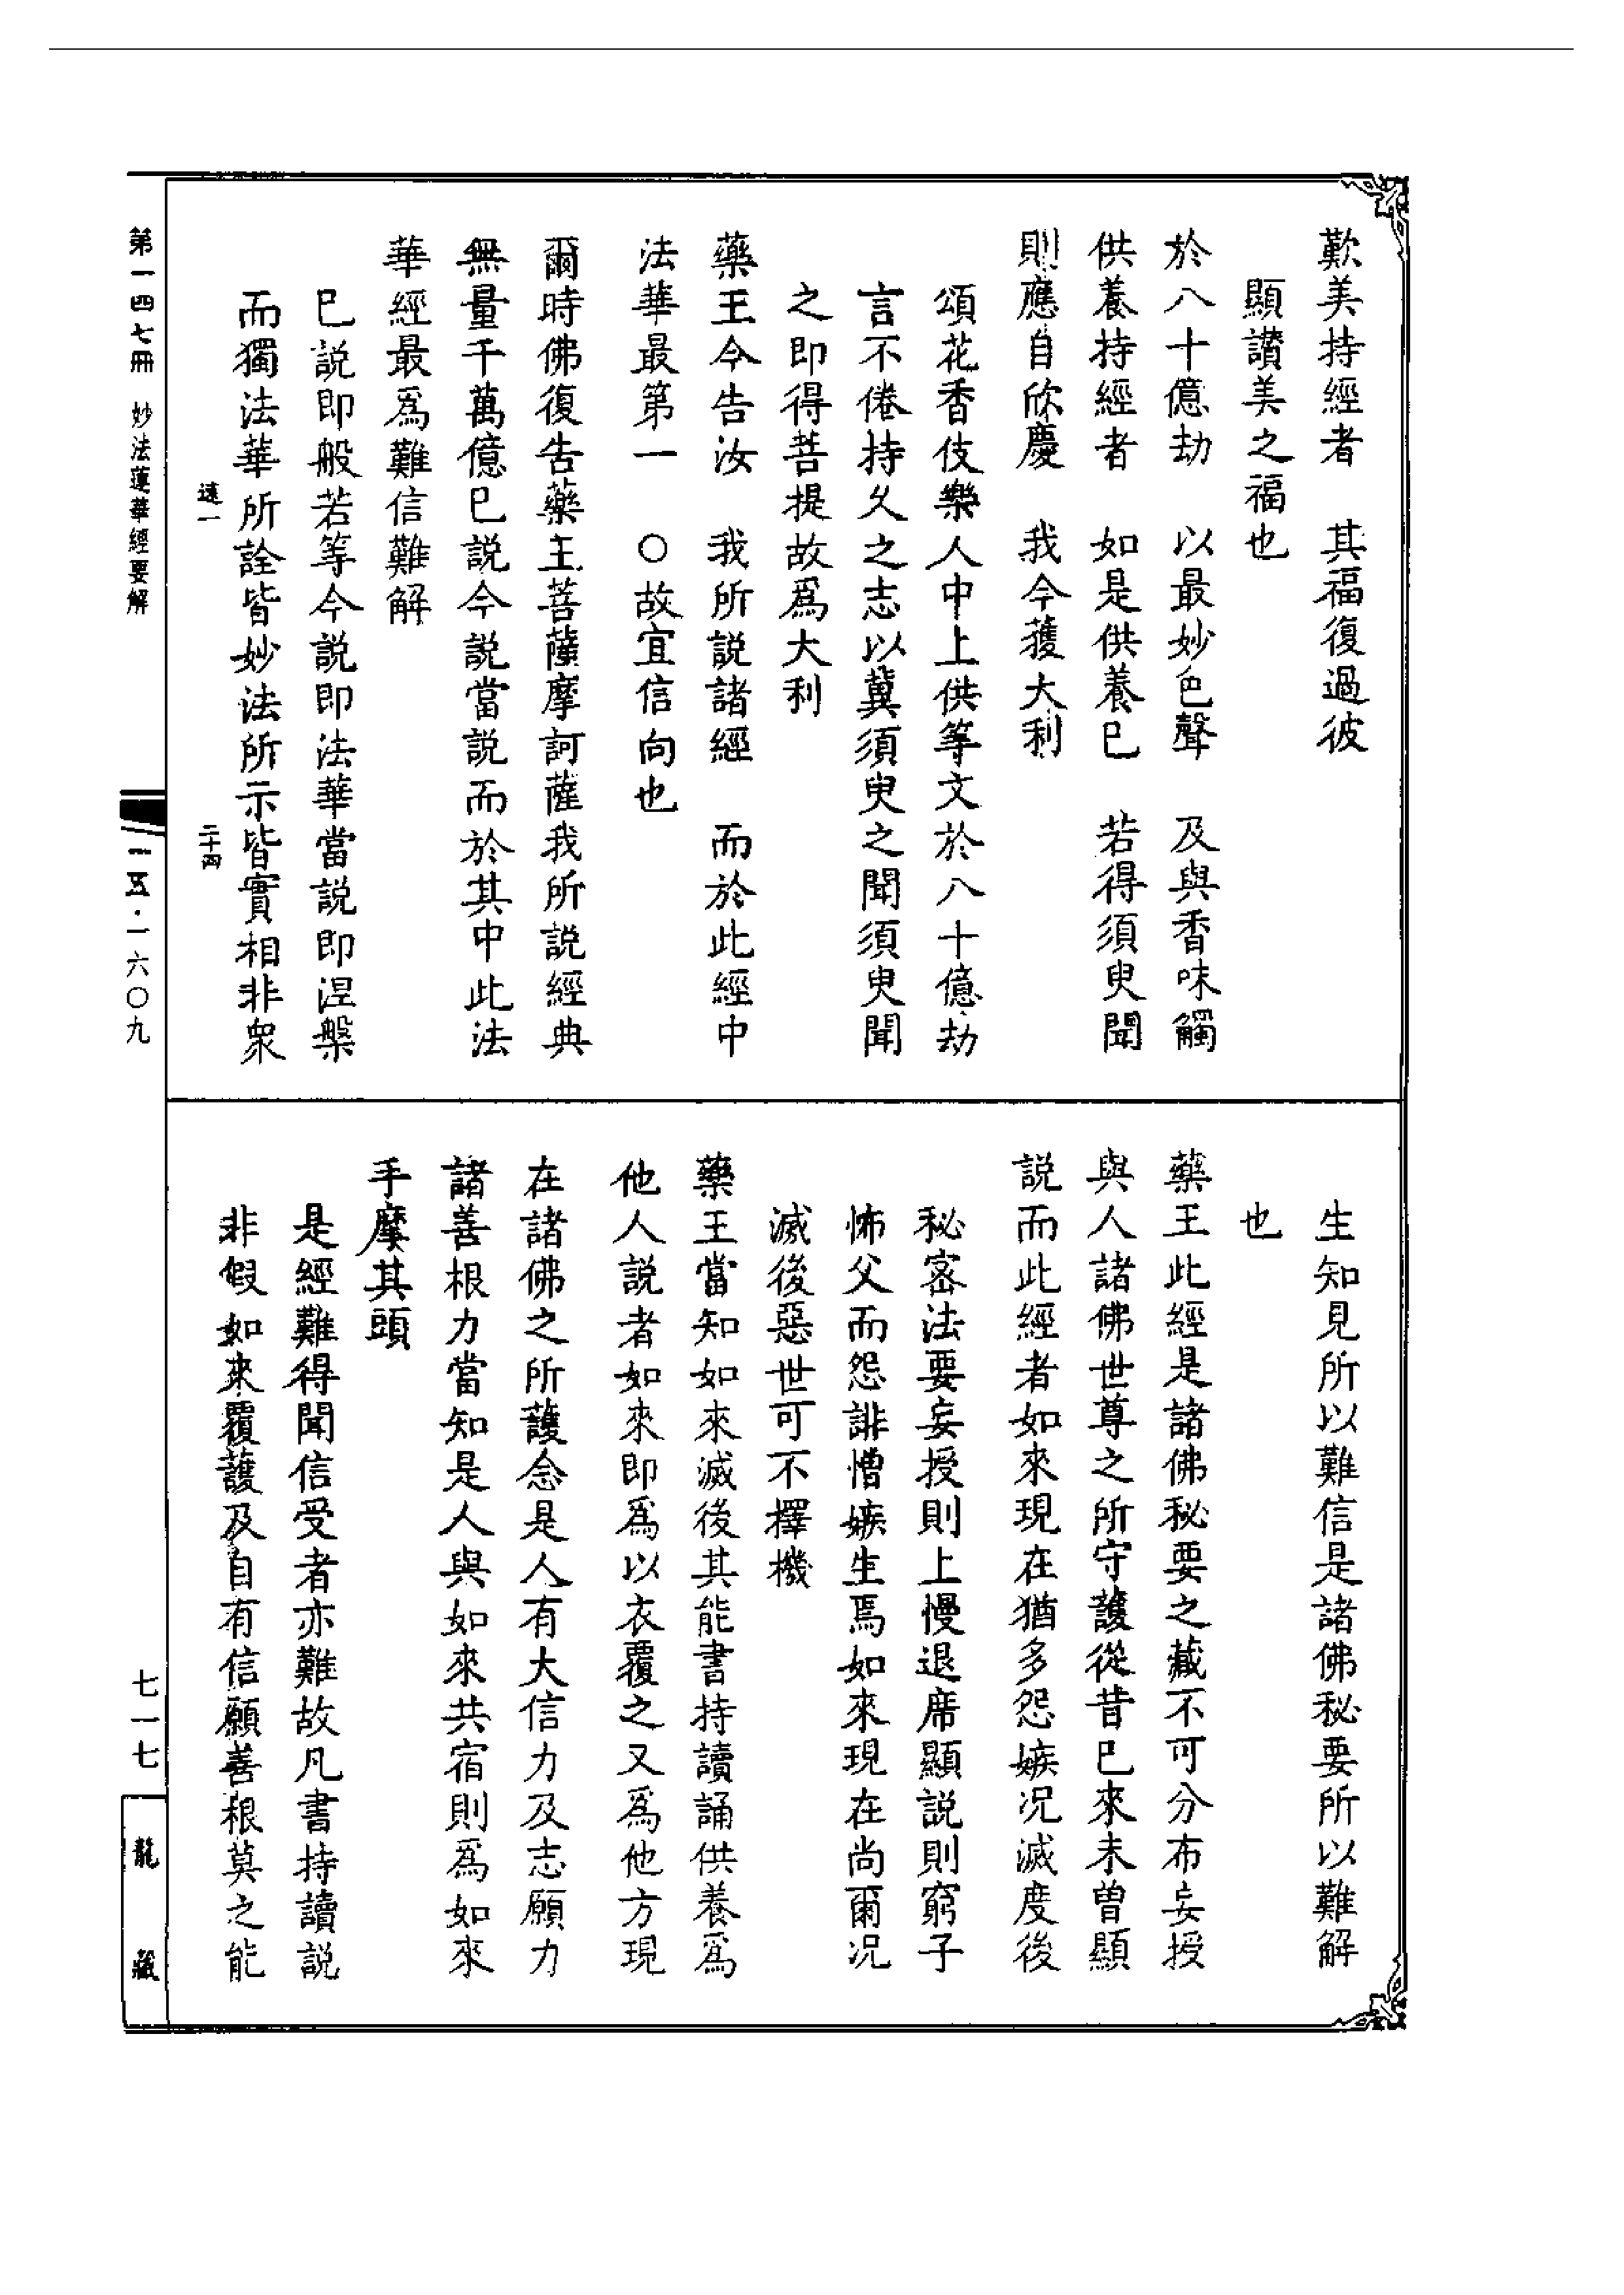 歎美持經者　其福復過彼
顯讃美之福也
於八十億劫　以最妙色聲　及與香味觸
供養持經者　如是供養巳　若得須臾聞
則應自欣慶　我今獲大利
頌花香伎樂人中上供等文於八十億劫
言不倦持久之志以冀須臾之聞須臾聞
之即得菩提故爲大利
藥王今告汝　我所説諸經　而於此經中
法華最第一　○故宜信向也
爾時佛復告藥王菩薩摩訶薩我所説經典
無量千萬億巳説今説當説而於其中此法
華經最爲難信難解
巳説即般若等今説即法華當説即涅槃
而獨法華所詮皆妙法所示皆實相非衆
遠一　二十四
生知見所以難信是諸佛秘要所以難解
也
藥王此經是諸佛秘要之藏不可分布妄授
與人諸佛世尊之所守護從昔巳來未曾顯
説而此經者如來現在猶多怨嫉況滅度後
秘密法要妄授則上慢退席顯説則窮子
怖父而怨誹憎嫉生焉如來現在尚爾況
滅後惡世可不擇機
藥王當知如來滅後其能書持讀誦供養爲
他人説者如來即爲以衣覆之又爲他方現
在諸佛之所護念是人有大信力及志願力
諸善根力當知是人與如來共宿則爲如來
手摩其頭
是經難得聞信受者亦難故凡書持讀説
非假如來覆護及自有信願善根莫之能
第一四七冊　妙法蓮華經要解
一五·一六〇九
七一七
龍藏